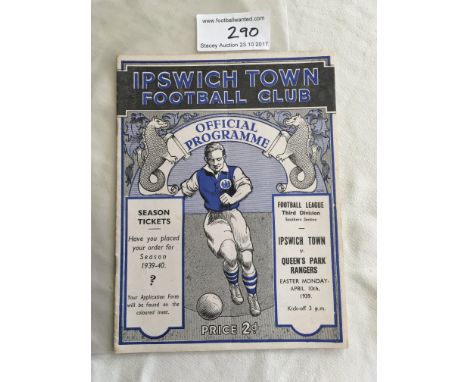 www.footballwanted.com
290
Stacey Auction 23 10 2017
IPSWICH TOWN
FOOTBALL CLUB
OFFICIAL
PROGRAMME
SEASON
TICKETS
Have you placed
your order for
Season
1939-40.
?
Your Application Form
will be found on the
coloured inset.
FOOTBALL LEAGUE
Third Division
Southern Section
IPSWICH TOWN
v.
QUEEN'S PARK
RANGERS
EASTER MONDAY-
APRIL 10th,
1939.
Kick-off 3 p.m.
PRICE 2d